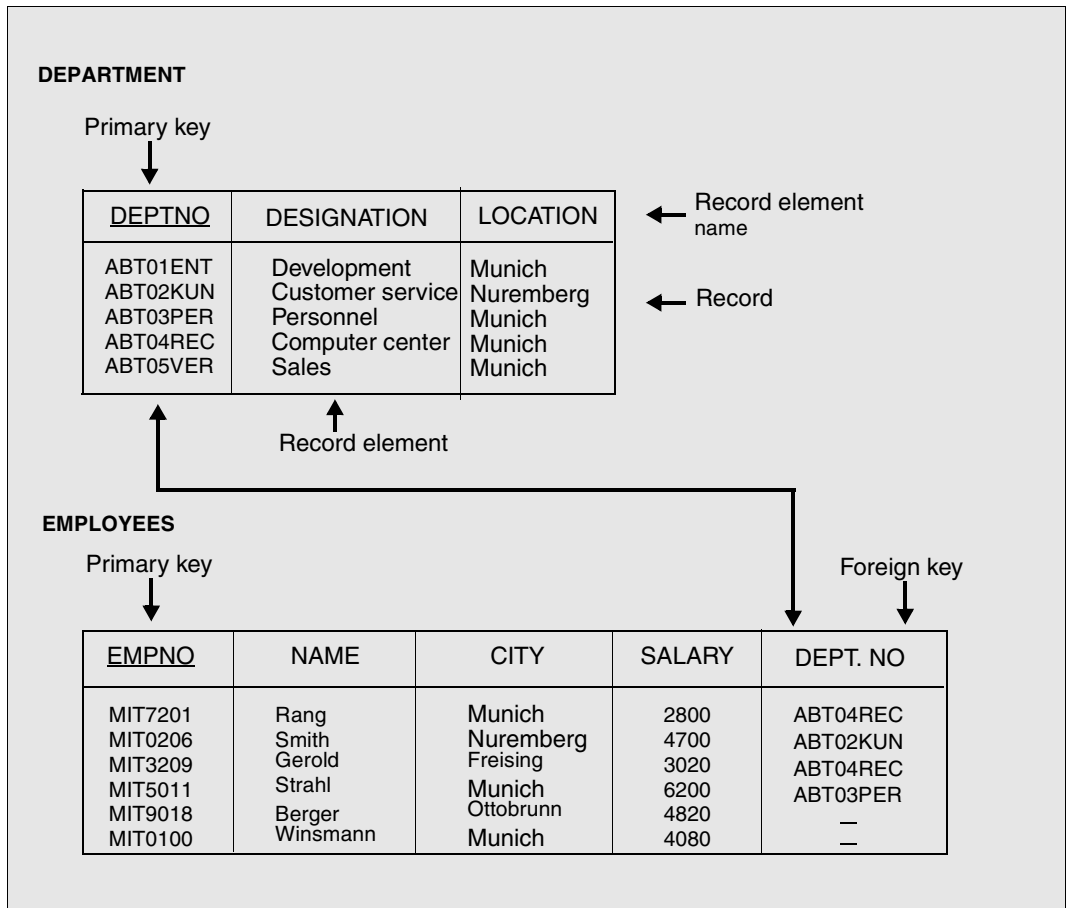 DEPARTMENT
Primary key
DEPTNO DESIGNATION LOCATION
Record element
name
ABT01ENT Development Munich
ABT02KUN Customer service Nuremberg
Record
ABT03PER Personnel Munich
ABT04REC Computer center Munich
ABT05VER Sales Munich
Record element
EMPLOYEES
Primary key
Foreign key
EMPNO NAME CITY SALARY DEPT. NO
MIT7201 Rang Munich 2800 ABT04REC
MIT0206 Smith Nuremberg 4700 ABT02KUN
MIT3209 Gerold Freising 3020 ABT04REC
MIT5011 Strahl Munich 6200 ABT03PER
MIT9018 Berger Ottobrunn 4820 —
MIT0100 Winsmann Munich 4080 —